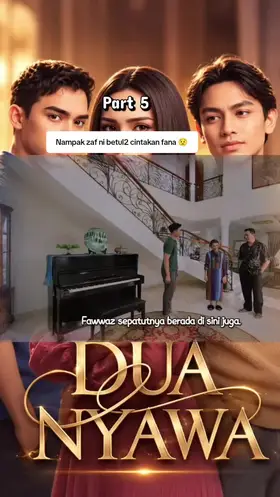 Part 5
Nampak zaf ni betul2 cintakan fana 😟
Fawwaz sepatutnya berada di sini juga.
DUA
NYAWA